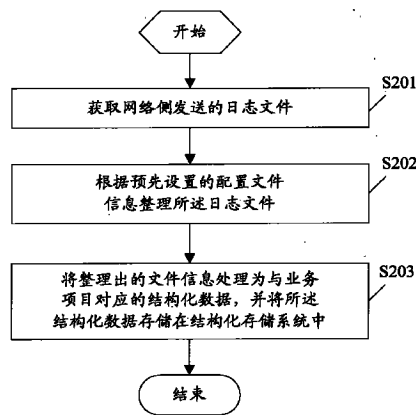 开始
S201
获取网络侧发送的日志文件
S202
根据预先设置的配置文件
信息整理所述日志文件
S203
将整理出的文件信息处理为与业务
项目对应的结构化数据，并将所述
结构化数据存储在结构化存储系统中
结束